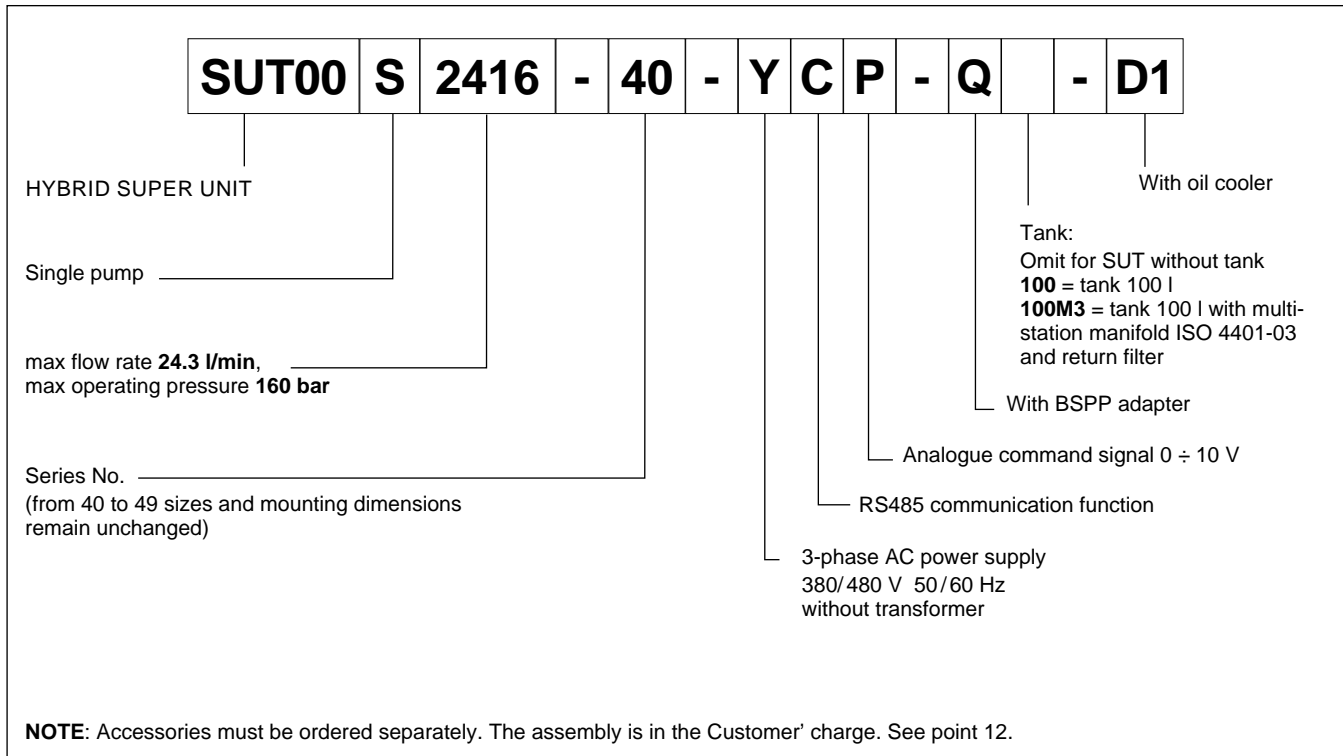 SUT00 S 2416 - 40 - Y C P - Q - D1
HYBRID SUPER UNIT
Single pump
max flow rate 24.3 l/min,
max operating pressure 160 bar
Series No.
(from 40 to 49 sizes and mounting dimensions
remain unchanged)
With oil cooler
Tank:
Omit for SUT without tank
100 = tank 100 l
100M3 = tank 100 l with multi-
station manifold ISO 4401-03
and return filter
With BSPP adapter
Analogue command signal 0 ÷ 10 V
RS485 communication function
3-phase AC power supply
380/480 V 50/60 Hz
without transformer
NOTE: Accessories must be ordered separately. The assembly is in the Customer' charge. See point 12.